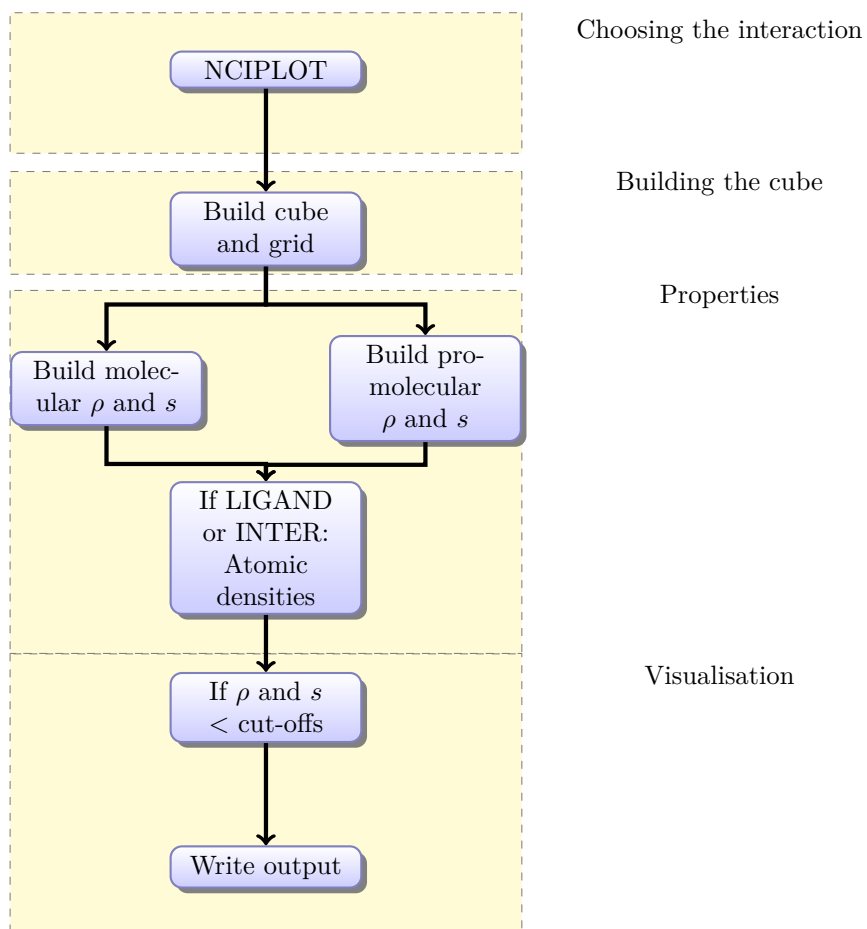 Choosing the interaction
NCIPLOT
Building the cube
Build cube
and grid
Properties
Build molec-
ular ρ and s
Build pro-
molecular
ρ and s
If LIGAND
or INTER:
Atomic
densities
Visualisation
If ρ and s
< cut-offs
Write output